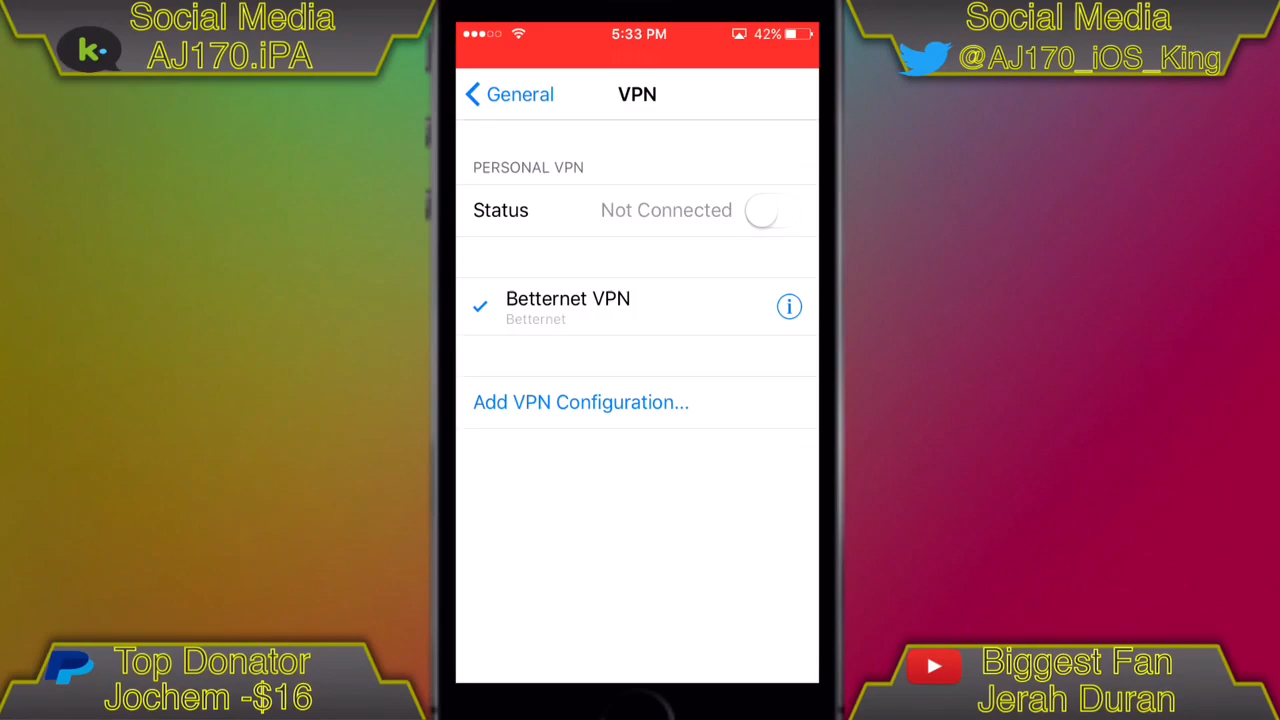 Social Media
k.
AJ170.iPA
Social Media
@AJ170_iOS_King
5:33 PM
42%
General
VPN
PERSONAL VPN
Status
Not Connected
Betternet VPN
Betternet
i
Add VPN Configuration...
Top Donator
Jochem -$16
Biggest Fan
Jerah Duran